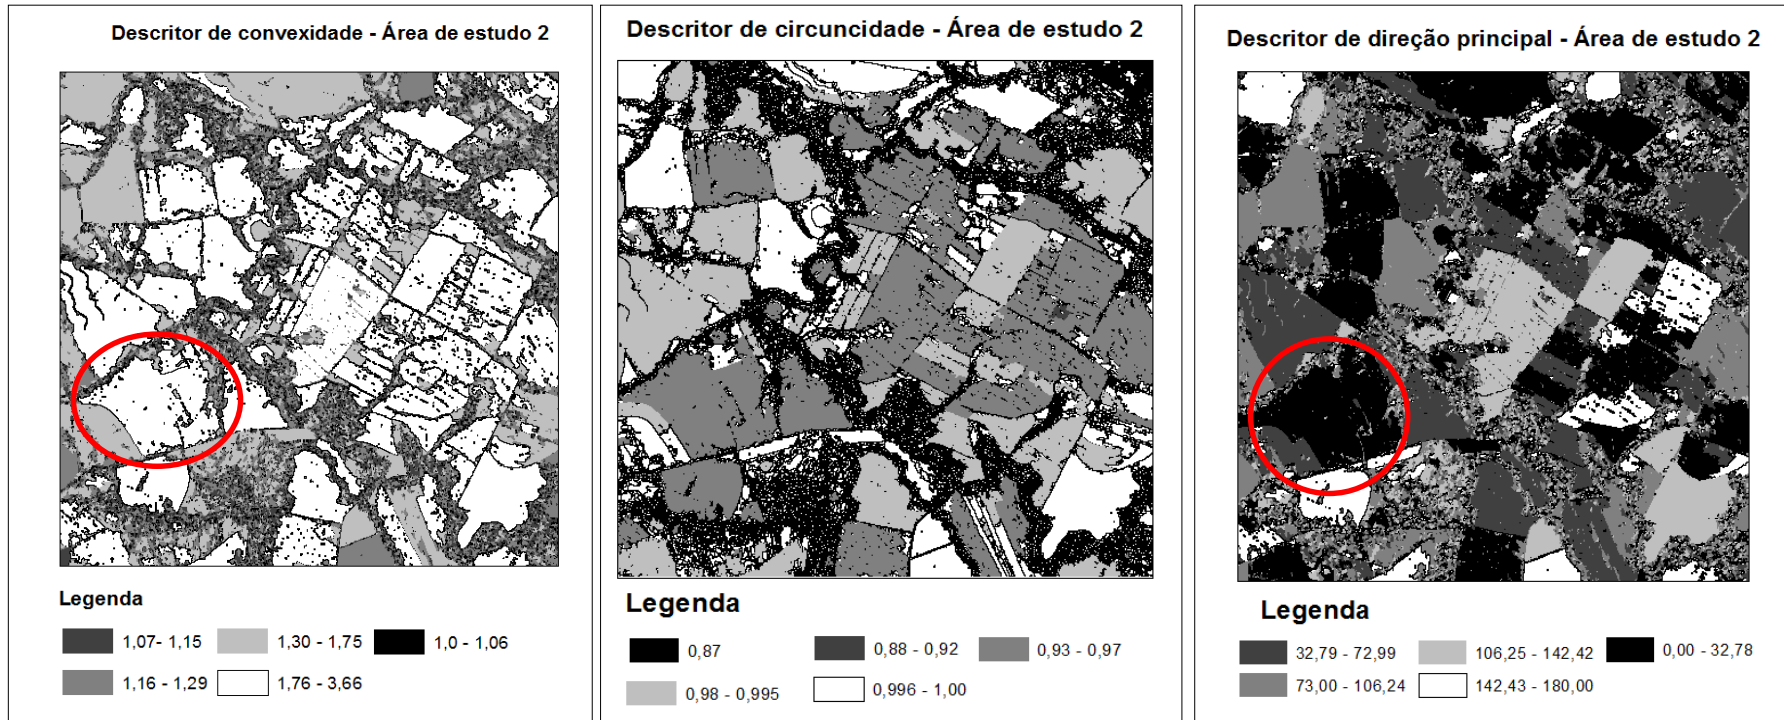 Descritor de convexidade - Área de estudo 2
Legenda
1,07- 1,15
1,30 - 1,75
1,0 - 1,06
1,16 - 1,29
1,76 - 3,66
Descritor de circuncidade - Área de estudo 2
Legenda
0,87
0,88 - 0,92
0,93 - 0,97
0,98 - 0,995
0,996 - 1,00
Descritor de direção principal - Área de estudo 2
Legenda
32,79 - 72,99
106,25 - 142,42
0,00 - 32,78
73,00 - 106,24
142,43 - 180,00